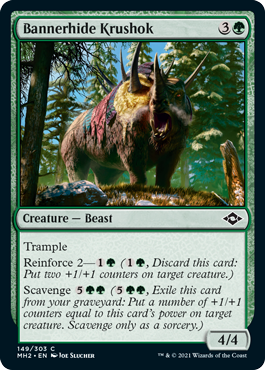 Bannerhide Krushok 3
Creature — Beast
Trample
Reinforce 2—1 (1, Discard this card:
Put two +1/+1 counters on target creature.)
Scavenge 5 (5, Exile this
card from your graveyard: Put a number of +1/+1
counters equal to this card's power on target
creature. Scavenge only as a sorcery.)
4/4
149/303 C
MH2 • EN Joe Slucher
™ & © 2021 Wizards of the Coast